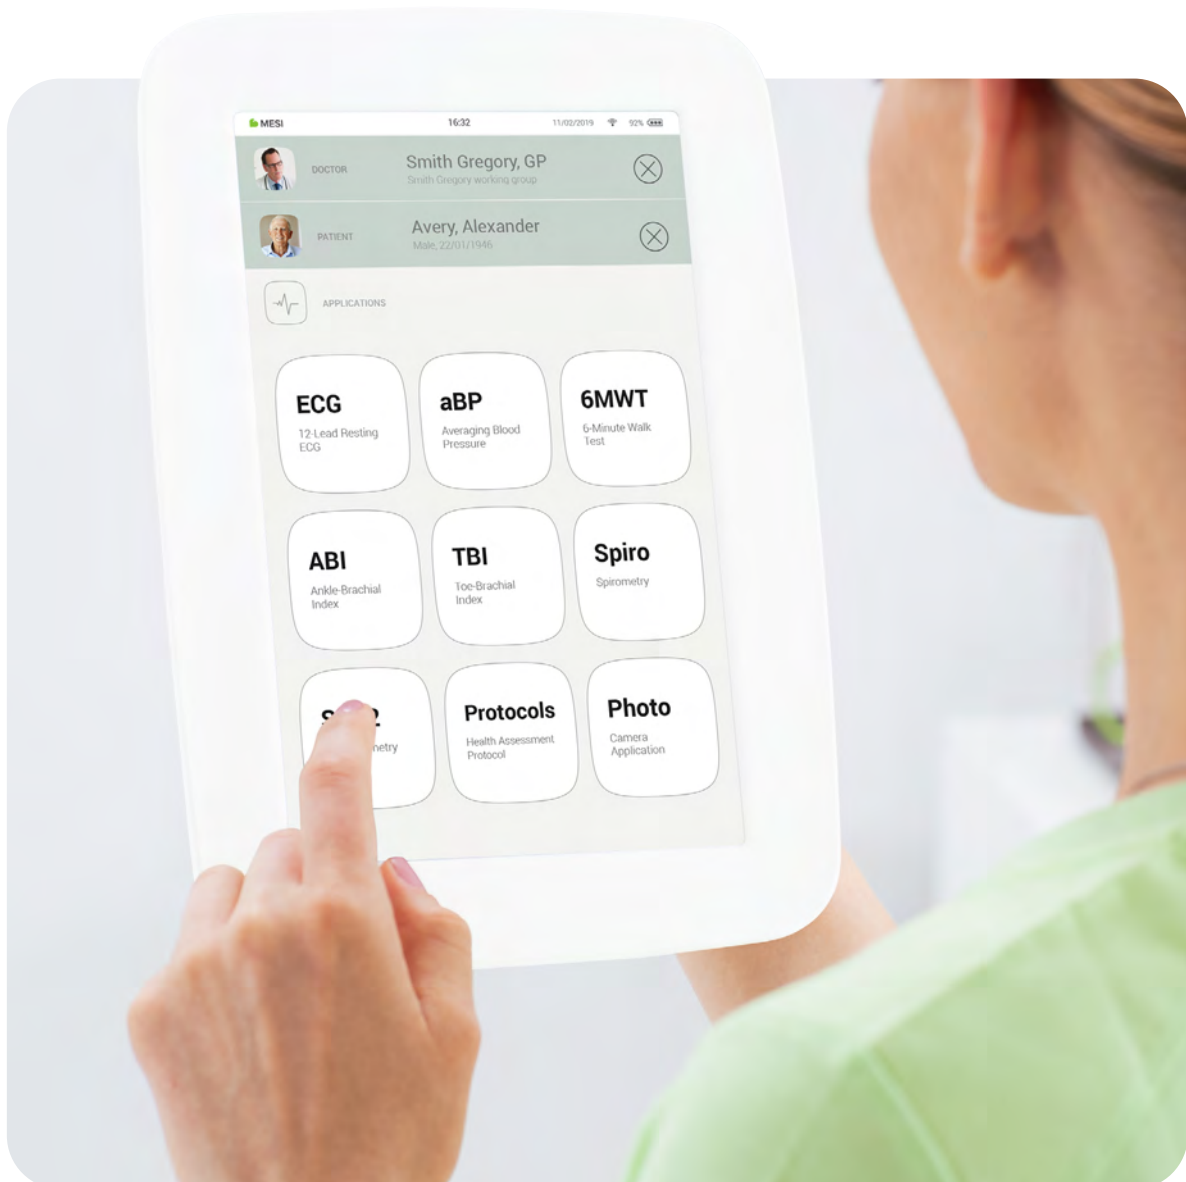 MESI 16:32 11/02/2019 92%
DOCTOR Smith Gregory, GP
Smith Gregory working group
PATIENT Avery, Alexander
Male, 22/01/1946
APPLICATIONS
ECG
12-Lead Resting
ECG
aBP
Averaging Blood
Pressure
6MWT
6-Minute Walk
Test
ABI
Ankle-Brachial
Index
TBI
Toe-Brachial
Index
Spiro
Spirometry
Protocols
Health Assessment
Protocol
Photo
Camera
Application